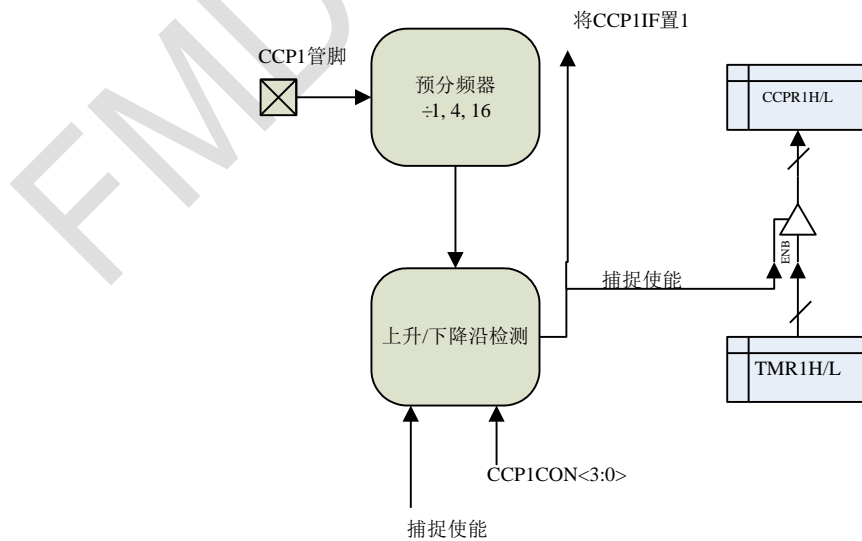 将CCP1IF置1
CCP1管脚
预分频器
÷1, 4, 16
CCPR1H/L
ENB
捕捉使能
上升/下降沿检测
TMR1H/L
CCP1CON<3:0>
捕捉使能
FMD